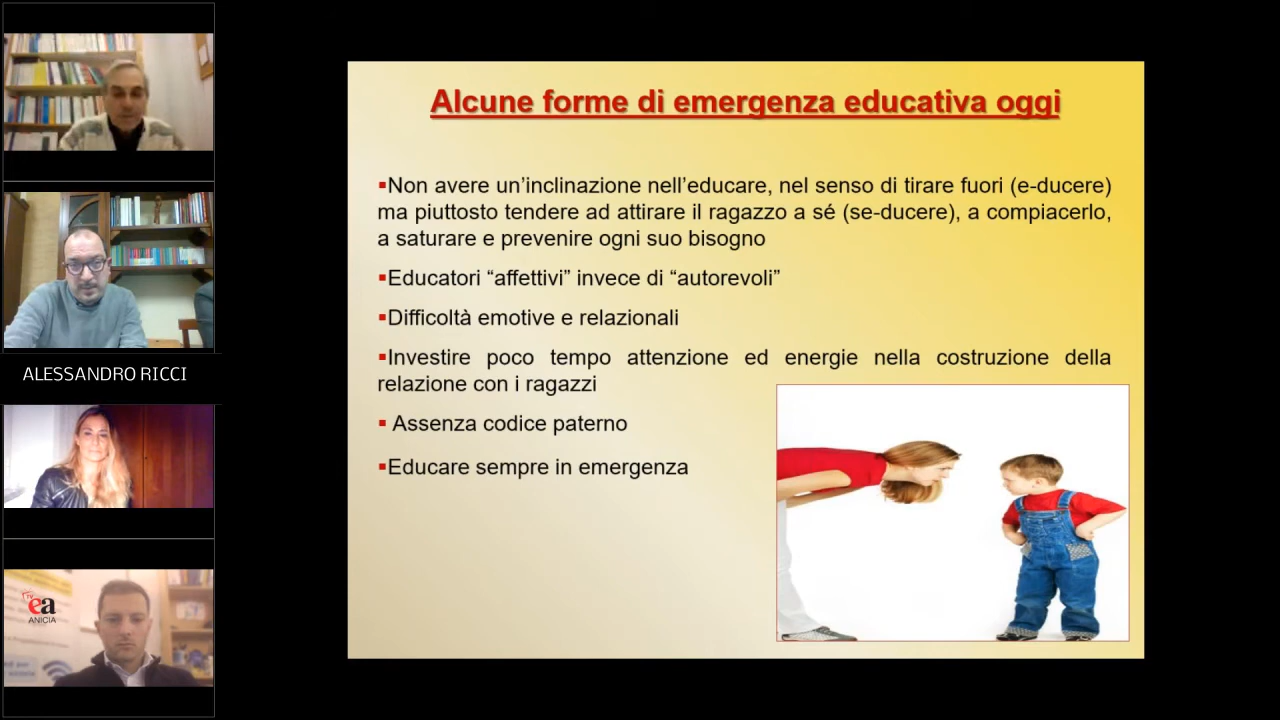 Alcune forme di emergenza educativa oggi
▪Non avere un’inclinazione nell’educare, nel senso di tirare fuori (e-ducere)
ma piuttosto tendere ad attirare il ragazzo a sé (se-ducere), a compiacerlo,
a saturare e prevenire ogni suo bisogno
▪Educatori “affettivi” invece di “autorevoli”
▪Difficoltà emotive e relazionali
▪Investire poco tempo attenzione ed energie nella costruzione della
relazione con i ragazzi
▪ Assenza codice paterno
▪Educare sempre in emergenza
ALESSANDRO RICCI
TV
ea
ANICIA